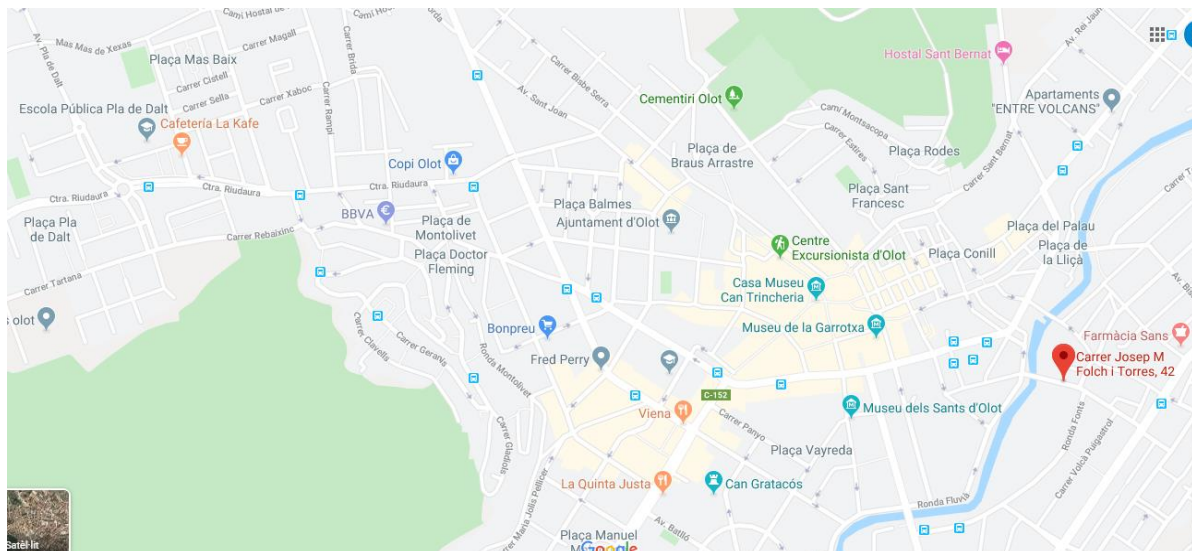 Av. Pla de Dalt
Mas Mas de Xexas
Camí Hostal
Camí Hos
Carrer Magall
Plaça Mas Baix
Carrer Brida
Carrer Cistell
Carrer Sella
Carrer Xaboc
Carrer Rampí
Escola Pública Pla de Dalt
Cafetería La Kafe
Carrer Bisbe Serra
Av. Sant Joan
Cementiri Olot
Hostal Sant Bernat
Av. Rei Jaum
Apartaments
"ENTRE VOLCANS"
Camí Montsacopa
Carrer Estires
Plaça Rodes
Carrer Sant Bernat
Plaça de
Braus Arrastre
Copi Olot
Ctra. Riudaura
Ctra. Riudaura
Ctra. Riudaura
Plaça Sant
Francesc
BBVA
Plaça Balmes
Ajuntament d'Olot
Plaça Pla
de Dalt
Carrer Rebaixinc
Plaça de
Montolivet
Plaça Doctor
Fleming
Centre
Excursionista d'Olot
Plaça Conill
Plaça del Palau
Plaça de
la Lliçà
Carrer Tartana
Casa Museu
Can Trincheria
s olot
Bonpreu
Museu de la Garrotxa
Farmàcia Sans
Carrer Clavells
Carrer Gerarva
Ronda Montolivet
Fred Perry
Carrer Josep M
Folch i Torres, 42
C-152
Viena
Carrer Panyó
Museu dels Sants d'Olot
Ronda Fonts
Carrer Volcà Puigastrol
Carrer Gladiols
Plaça Vayreda
La Quinta Justa
Can Gratacós
Carrer Maria Jolis Pellicer
Ronda Fluvià
Av. Batlló
Plaça Manuel
Google
Satèl·lit